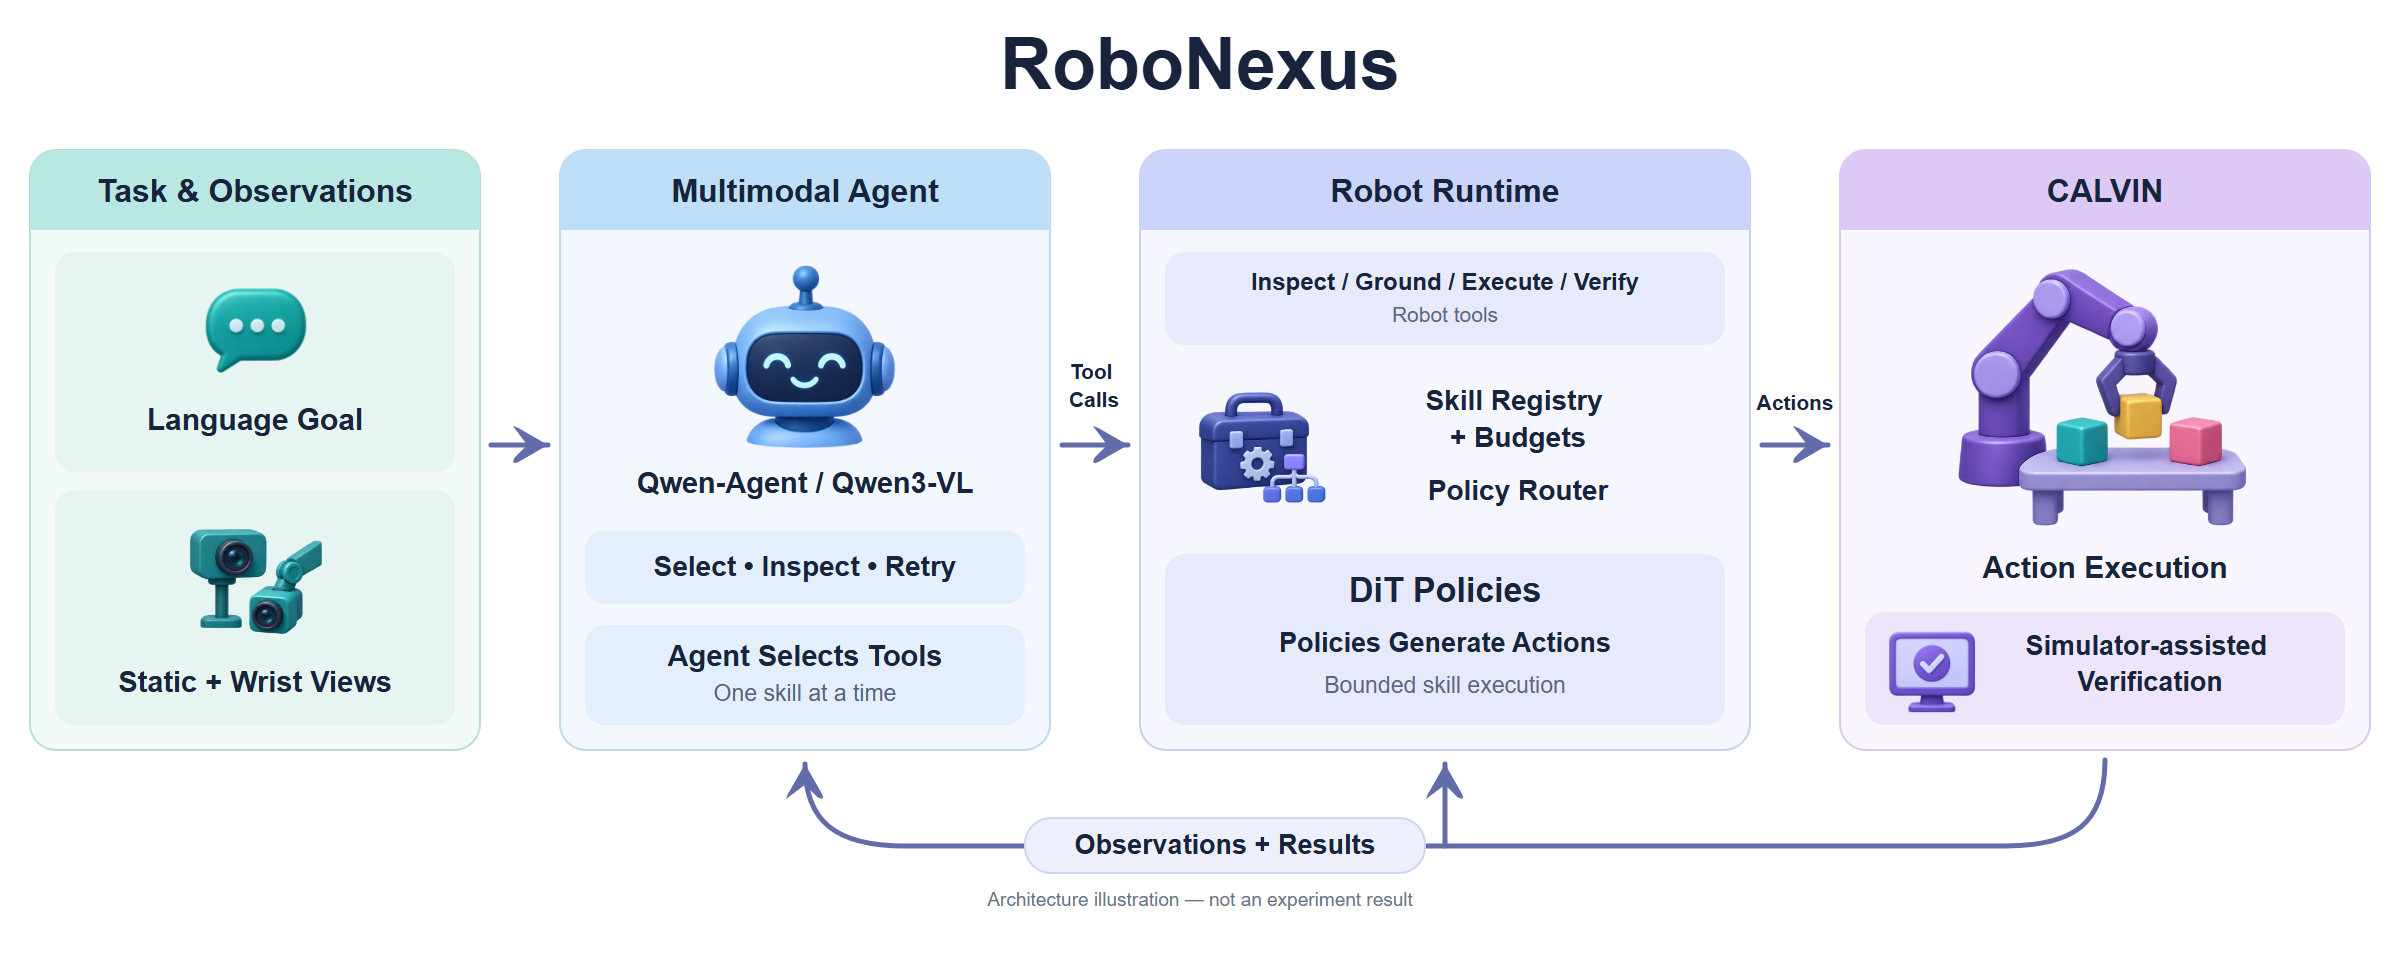 RoboNexus
Task & Observations
Language Goal
Static + Wrist Views
Multimodal Agent
Qwen-Agent / Qwen3-VL
Select • Inspect • Retry
Agent Selects Tools
One skill at a time
Tool
Calls
Robot Runtime
Inspect / Ground / Execute / Verify
Robot tools
Skill Registry
+ Budgets
Policy Router
DiT Policies
Policies Generate Actions
Bounded skill execution
Actions
CALVIN
Action Execution
Simulator-assisted
Verification
Observations + Results
Architecture illustration — not an experiment result